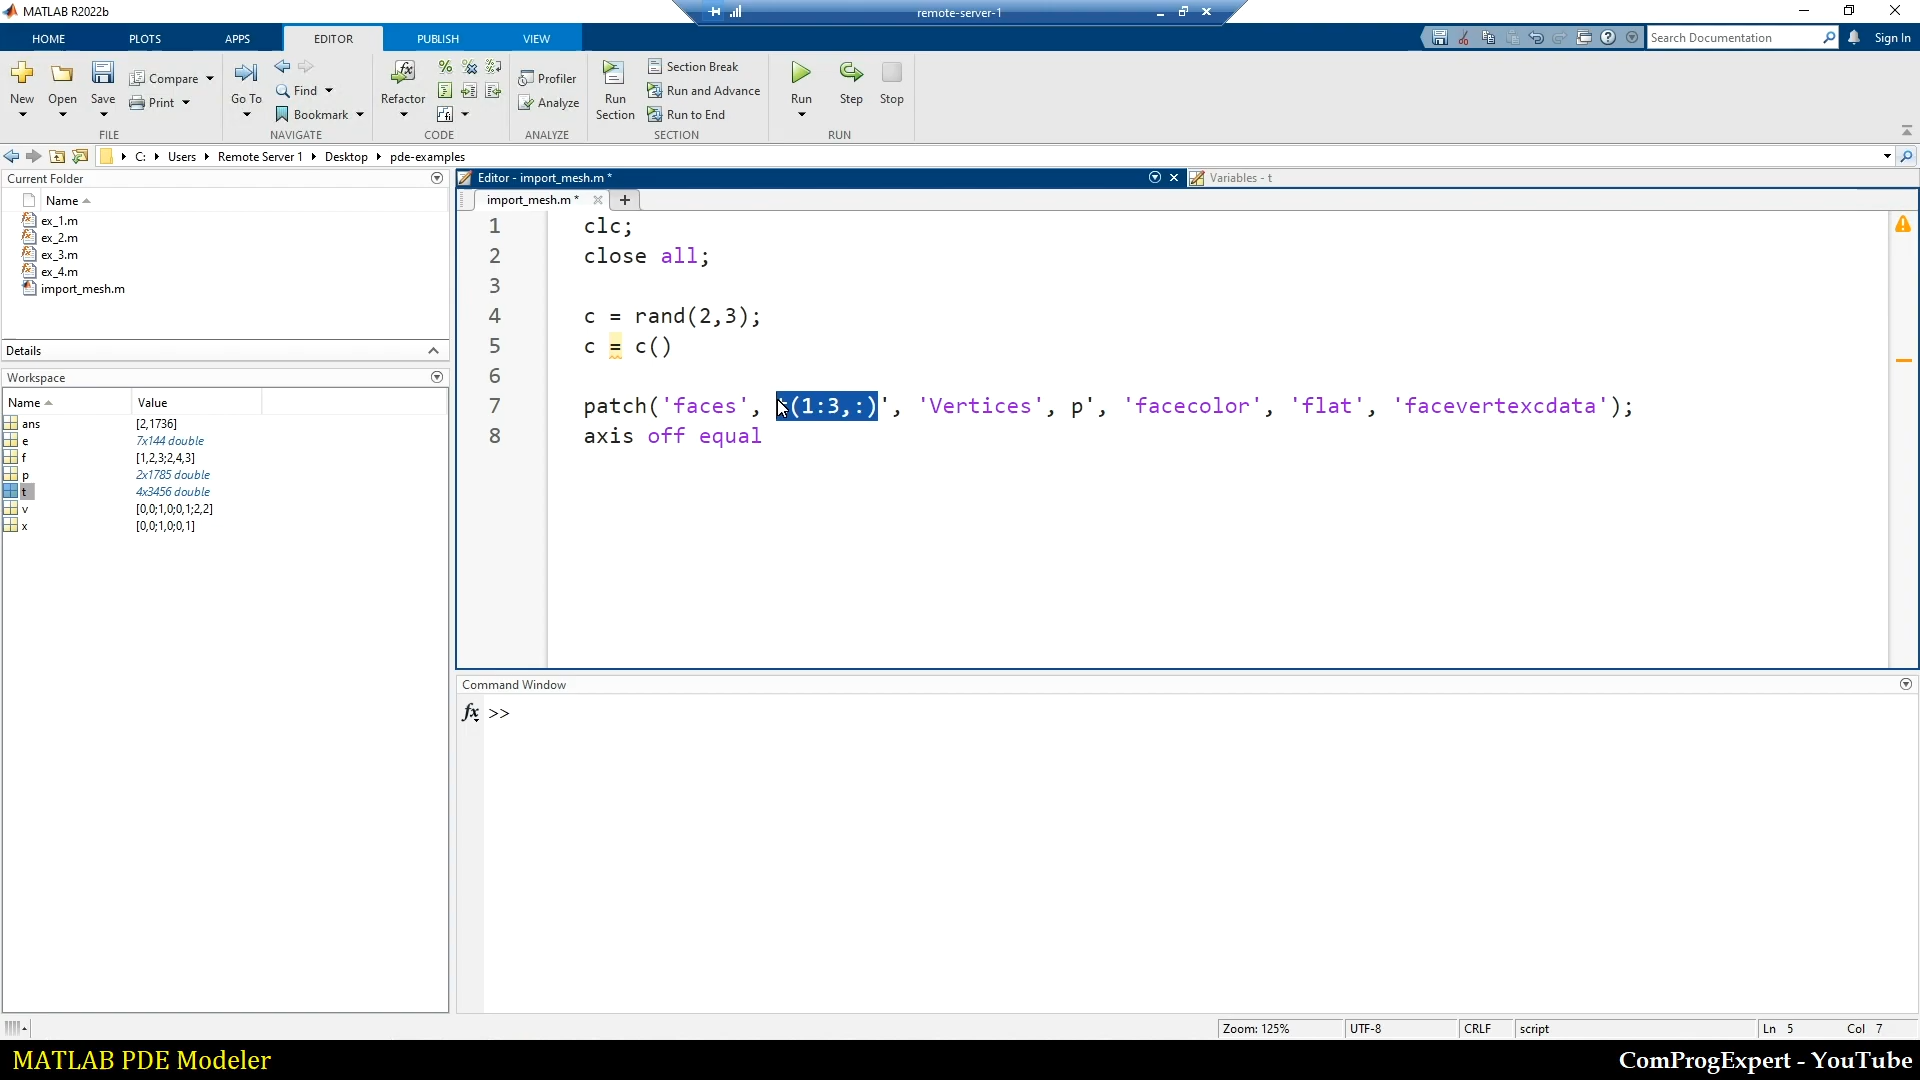 MATLAB R2022b
remote-server-1
HOME PLOTS APPS EDITOR PUBLISH VIEW
Search Documentation
Sign In
New Open Save Compare Print
FILE
Go To Find Bookmark
NAVIGATE
Refactor
CODE
Profiler Analyze
ANALYZE
Run Section Section Break Run and Advance Run to End
SECTION
Run Step Stop
RUN
C: Users Remote Server 1 Desktop pde-examples
Current Folder
Name
ex_1.m
ex_2.m
ex_3.m
ex_4.m
import_mesh.m
Details
Workspace
Name Value
ans [2,1736]
e 7x144 double
f [1,2,3;2,4,3]
p 2x1785 double
t 4x3456 double
v [0,0;1,0;0,1;2,2]
x [0,0;1,0;0,1]
Editor - import_mesh.m *
Variables - t
import_mesh.m *
1 clc;
2 close all;
3
4 c = rand(2,3);
5 c = c()
6
7 patch('faces', t(1:3,:)', 'Vertices', p', 'facecolor', 'flat', 'facevertexcdata');
8 axis off equal
Command Window
fx >>
Zoom: 125% UTF-8 CRLF script Ln 5 Col 7
MATLAB PDE Modeler
ComProgExpert - YouTube